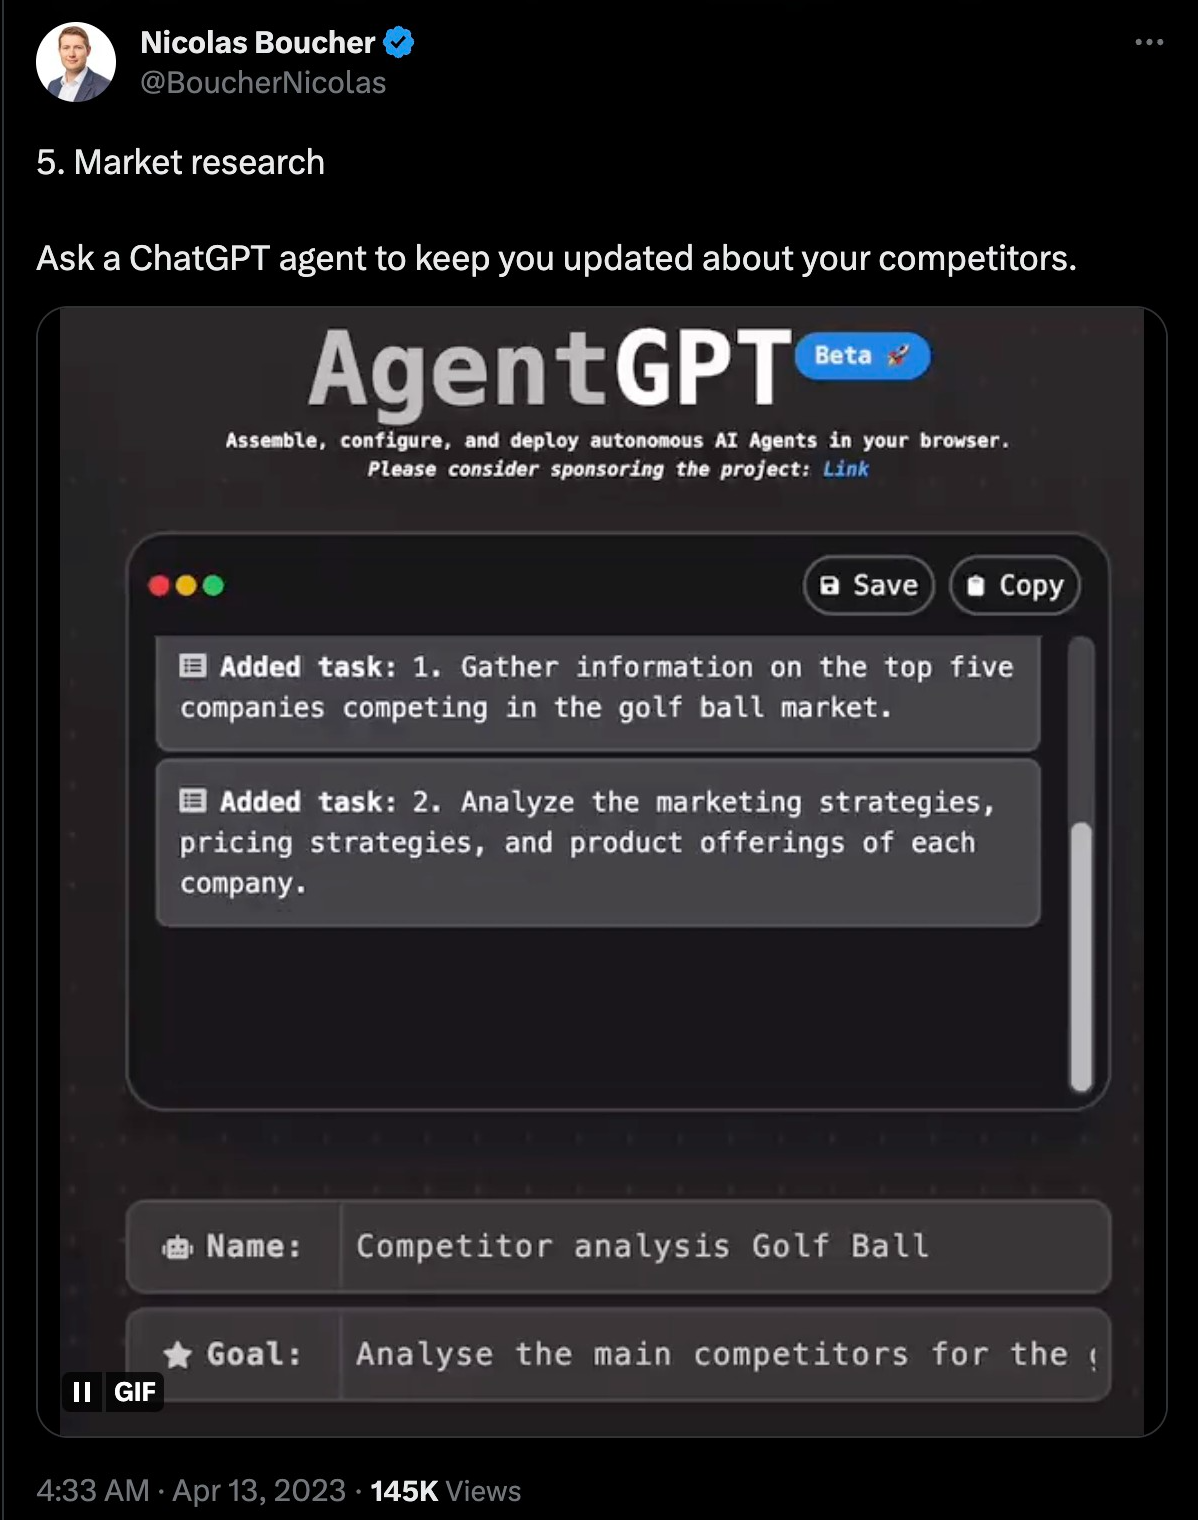 Nicolas Boucher
@BoucherNicolas
5. Market research
Ask a ChatGPT agent to keep you updated about your competitors.
AgentGPT Beta 🚀
Assemble, configure, and deploy autonomous AI Agents in your browser.
Please consider sponsoring the project: Link
Save Copy
Added task: 1. Gather information on the top five
companies competing in the golf ball market.
Added task: 2. Analyze the marketing strategies,
pricing strategies, and product offerings of each
company.
Name: Competitor analysis Golf Ball
Goal: Analyse the main competitors for the
GIF
4:33 AM · Apr 13, 2023 · 145K Views